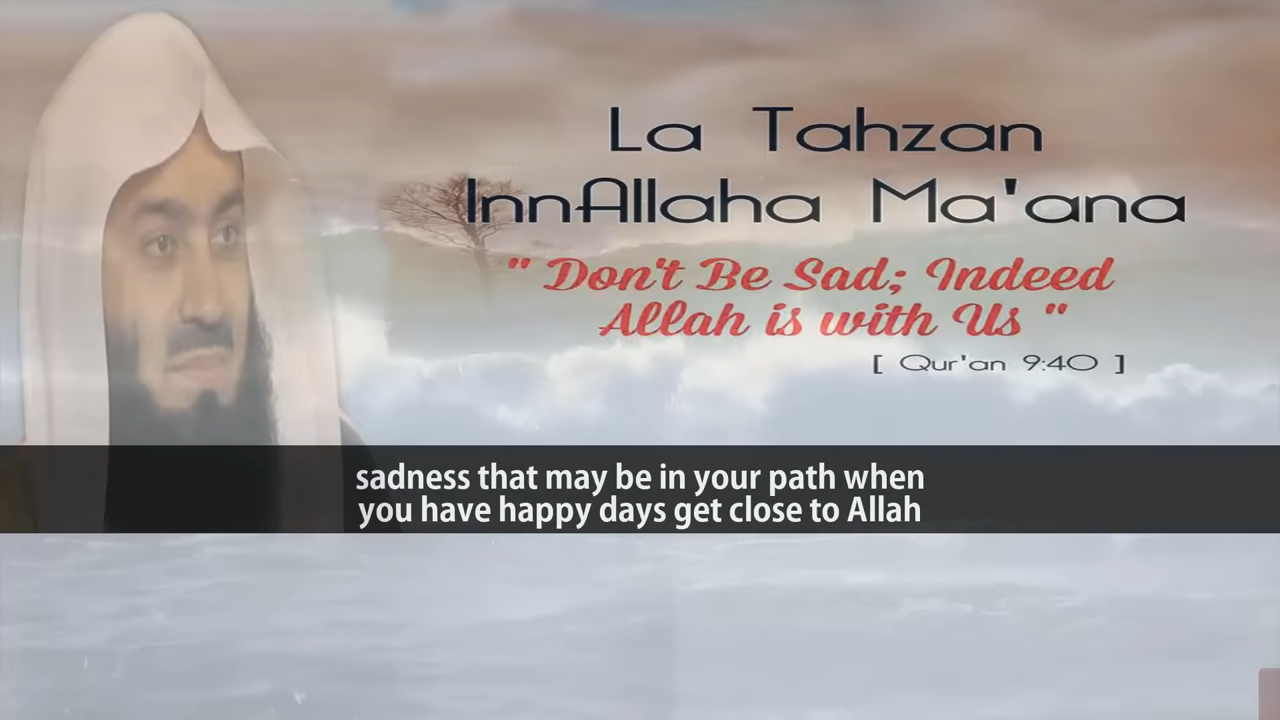 La Tahzan
InnAllaha Ma'ana
" Don't Be Sad; Indeed
Allah is with Us "
[ Qur'an 9:40 ]
sadness that may be in your path when
you have happy days get close to Allah